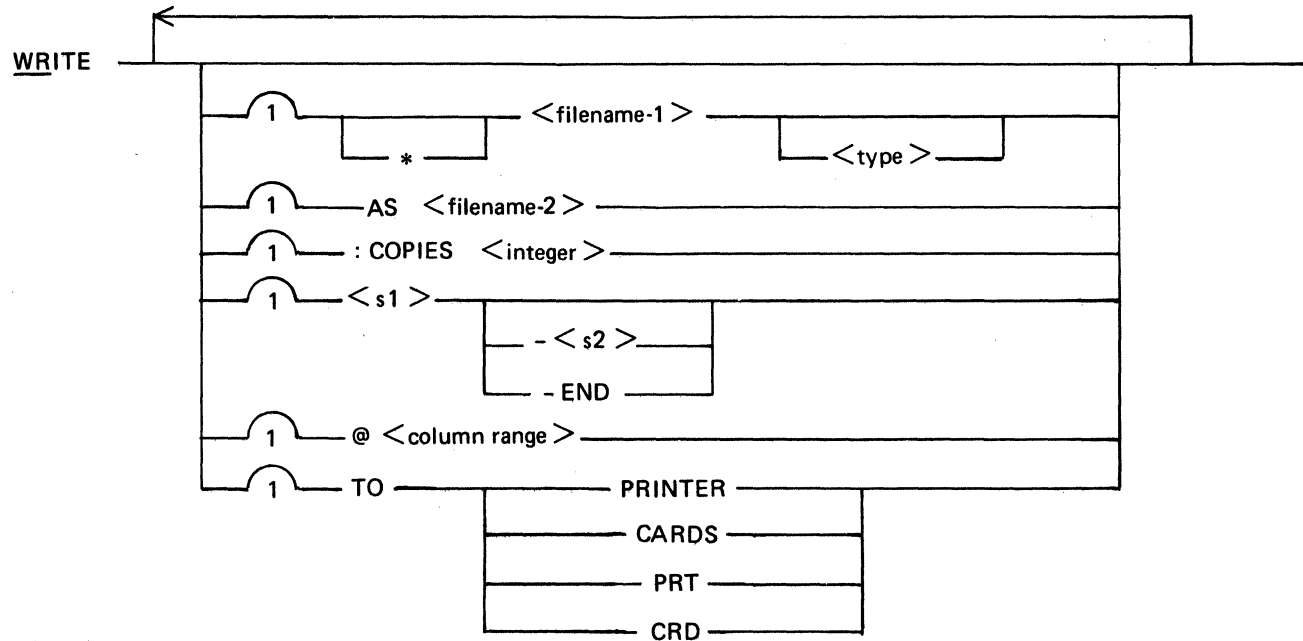 WRITE
1 <filename-1>
* <type>
1 AS <filename-2>
1 : COPIES <integer>
1 <s1>
- <s2>
- END
1 @ <column range>
1 TO PRINTER
CARDS
PRT
CRD